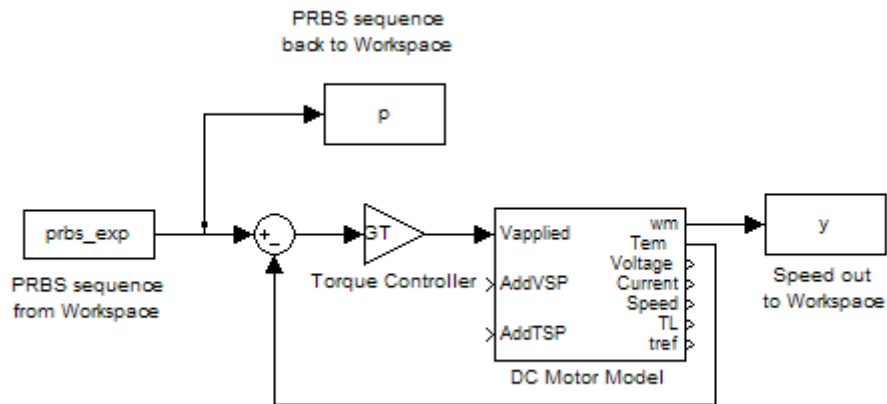 PRBS sequence
back to Workspace
p
prbs_exp
PRBS sequence
from Workspace
+
-
GT
Torque Controller
Vapplied
AddVSP
AddTSP
wm
Tem
Voltage
Current
Speed
TL
tref
DC Motor Model
y
Speed out
to Workspace